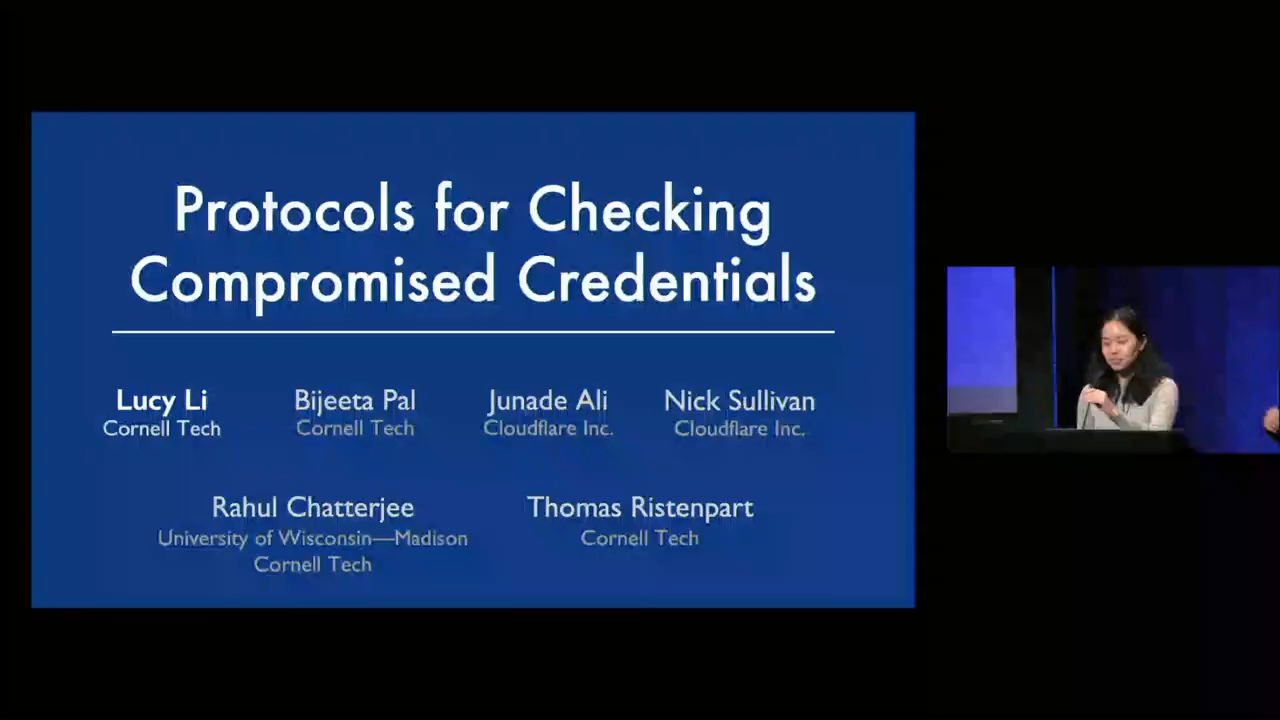 Protocols for Checking
Compromised Credentials
Lucy Li
Cornell Tech
Bijeeta Pal
Cornell Tech
Junade Ali
Cloudflare Inc.
Nick Sullivan
Cloudflare Inc.
Rahul Chatterjee
University of Wisconsin—Madison
Cornell Tech
Thomas Ristenpart
Cornell Tech